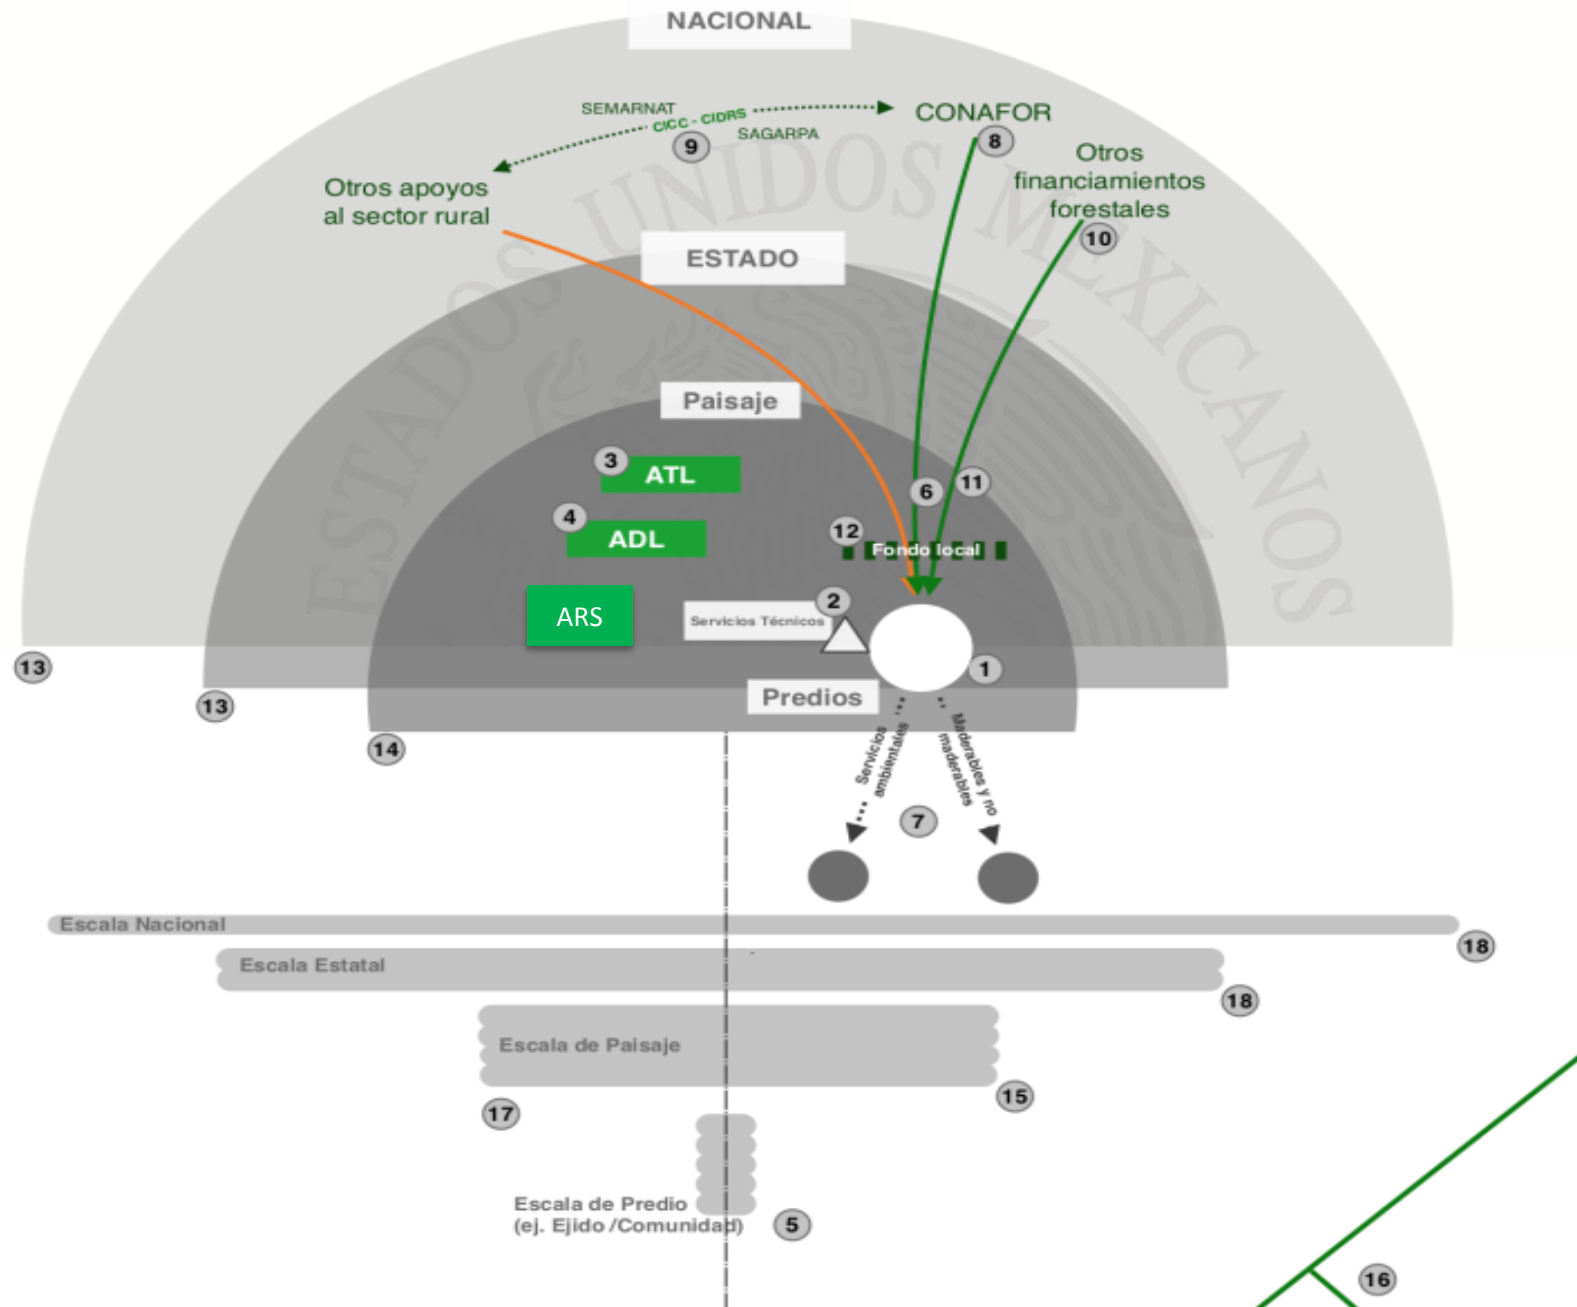 NACIONAL
SEMARNAT
CICC - CIDRS
SAGARPA
9
CONAFOR
8
Otros
financiamientos
forestales
10
Otros apoyos
al sector rural
ESTADOS UNIDOS MEXICANOS
ESTADO
Paisaje
3
ATL
4
ADL
6
11
12
Fondo local
ARS
Servicios Técnicos
2
1
Predios
13
13
14
Servicios
ambientales
Maderables y no
maderables
7
Escala Nacional
18
Escala Estatal
18
Escala de Paisaje
15
17
Escala de Predio
(ej. Ejido /Comunidad)
5
16